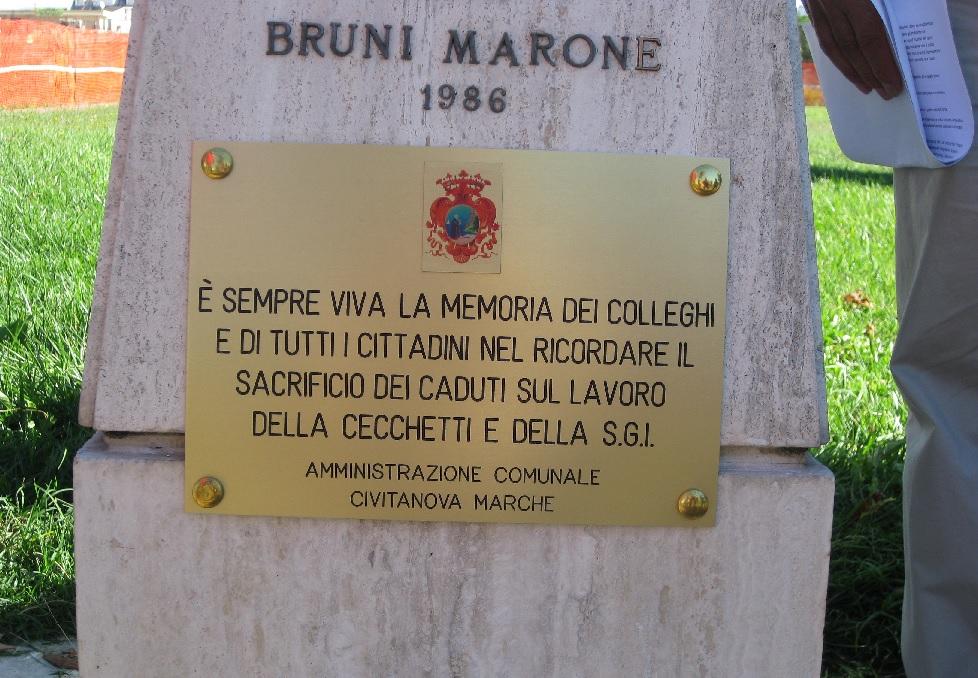 BRUNI MARONE
1986
È SEMPRE VIVA LA MEMORIA DEI COLLEGHI
E DI TUTTI I CITTADINI NEL RICORDARE IL
SACRIFICIO DEI CADUTI SUL LAVORO
DELLA CECCHETTI E DELLA S.G.I.
AMMINISTRAZIONE COMUNALE
CIVITANOVA MARCHE